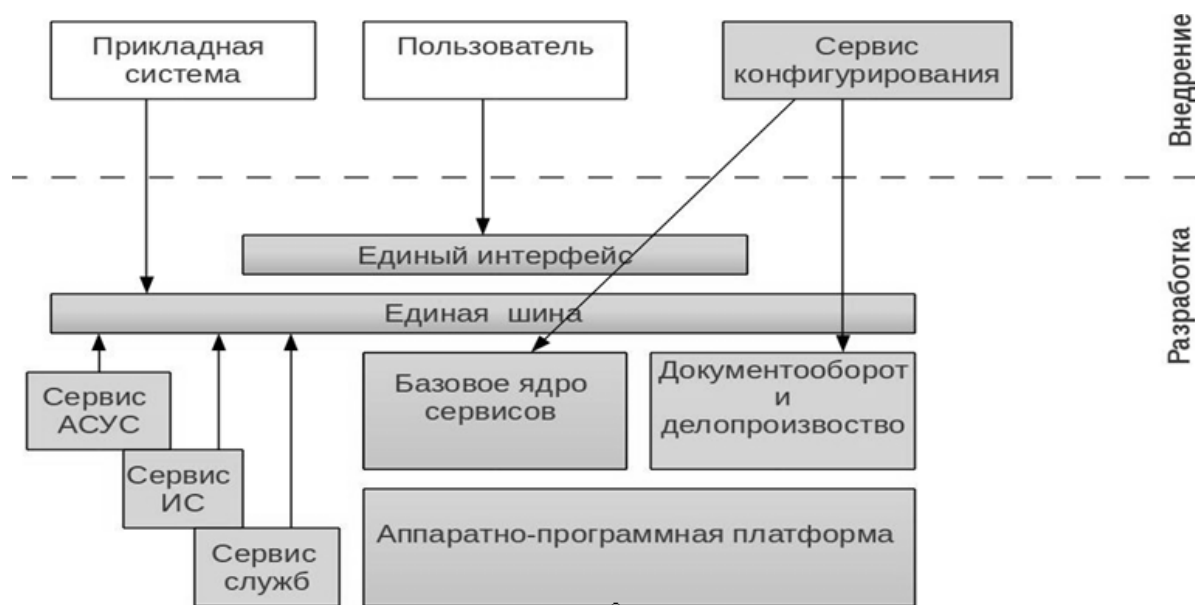 Прикладная
система
Пользователь
Сервис
конфигурирования
Внедрение
Единый интерфейс
Единая шина
Разработка
Сервис
АСУС
Сервис
ИС
Сервис
служб
Базовое ядро
сервисов
Документооборот
и
делопроизвоство
Аппаратно-программная платформа